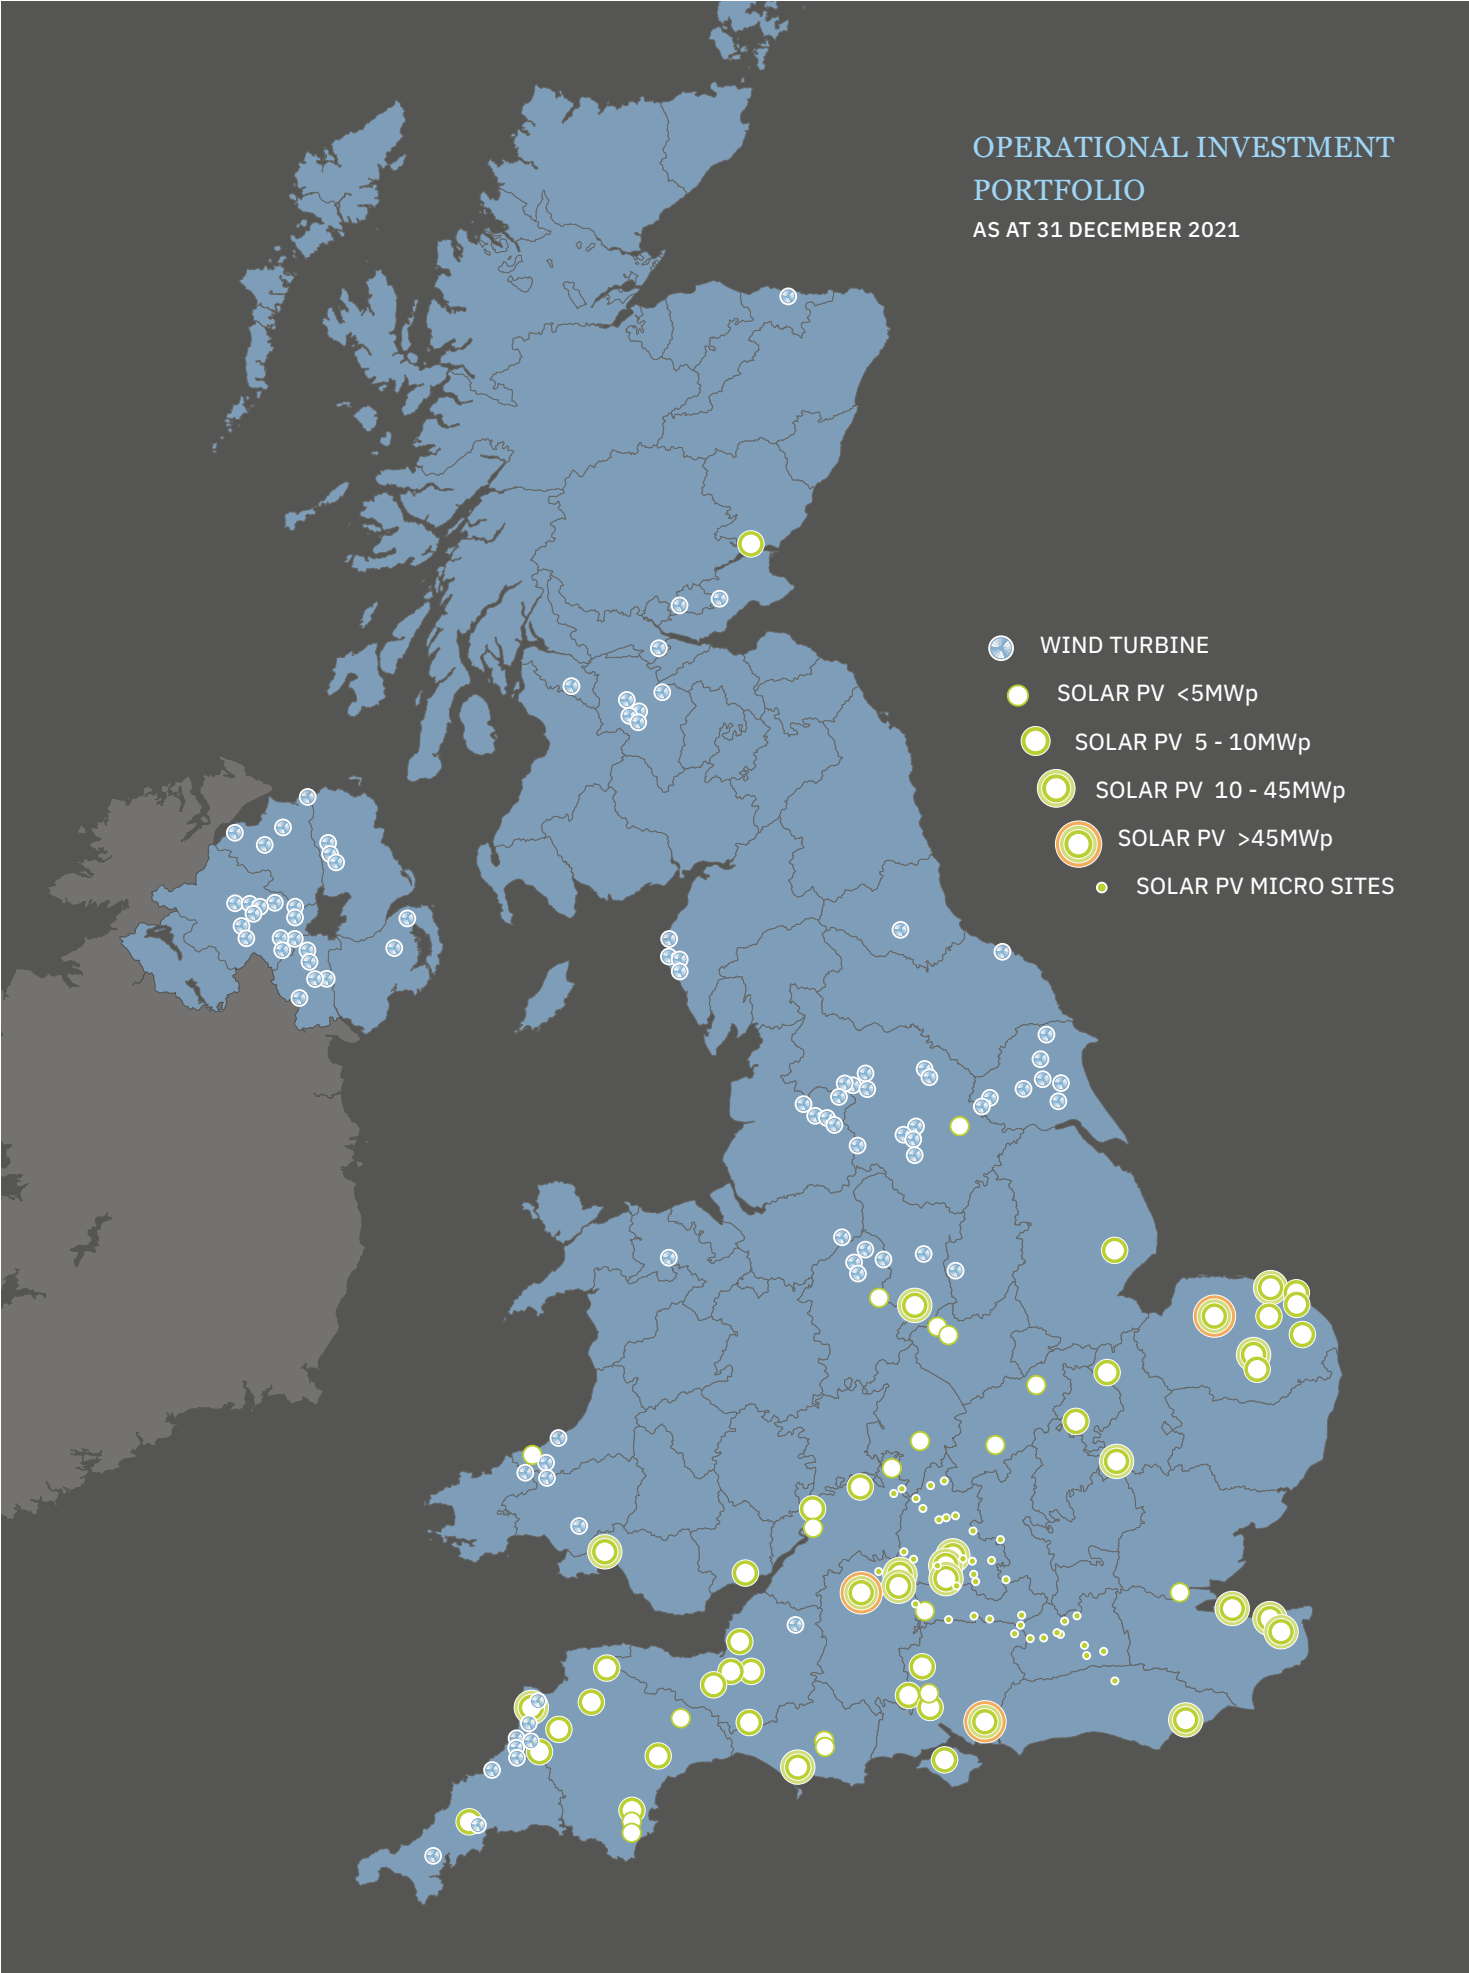 OPERATIONAL INVESTMENT
PORTFOLIO
AS AT 31 DECEMBER 2021
WIND TURBINE
SOLAR PV <5MWp
SOLAR PV 5 - 10MWp
SOLAR PV 10 - 45MWp
SOLAR PV >45MWp
SOLAR PV MICRO SITES